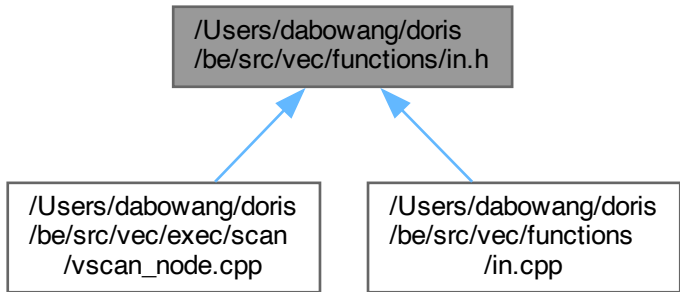 /Users/dabowang/doris
/be/src/vec/functions/in.h
/Users/dabowang/doris
/be/src/vec/exec/scan
/vscan_node.cpp
/Users/dabowang/doris
/be/src/vec/functions
/in.cpp